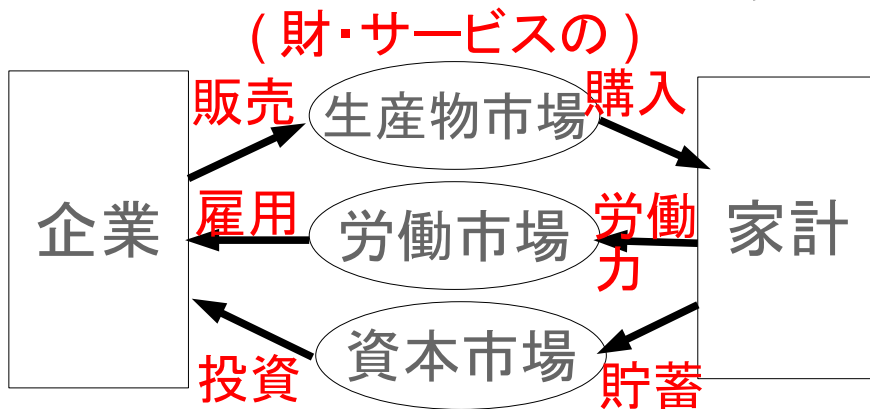 (財・サービスの)
販売
生産物市場
購入
企業
雇用
労働市場
労働
力
家計
投資
資本市場
貯蓄